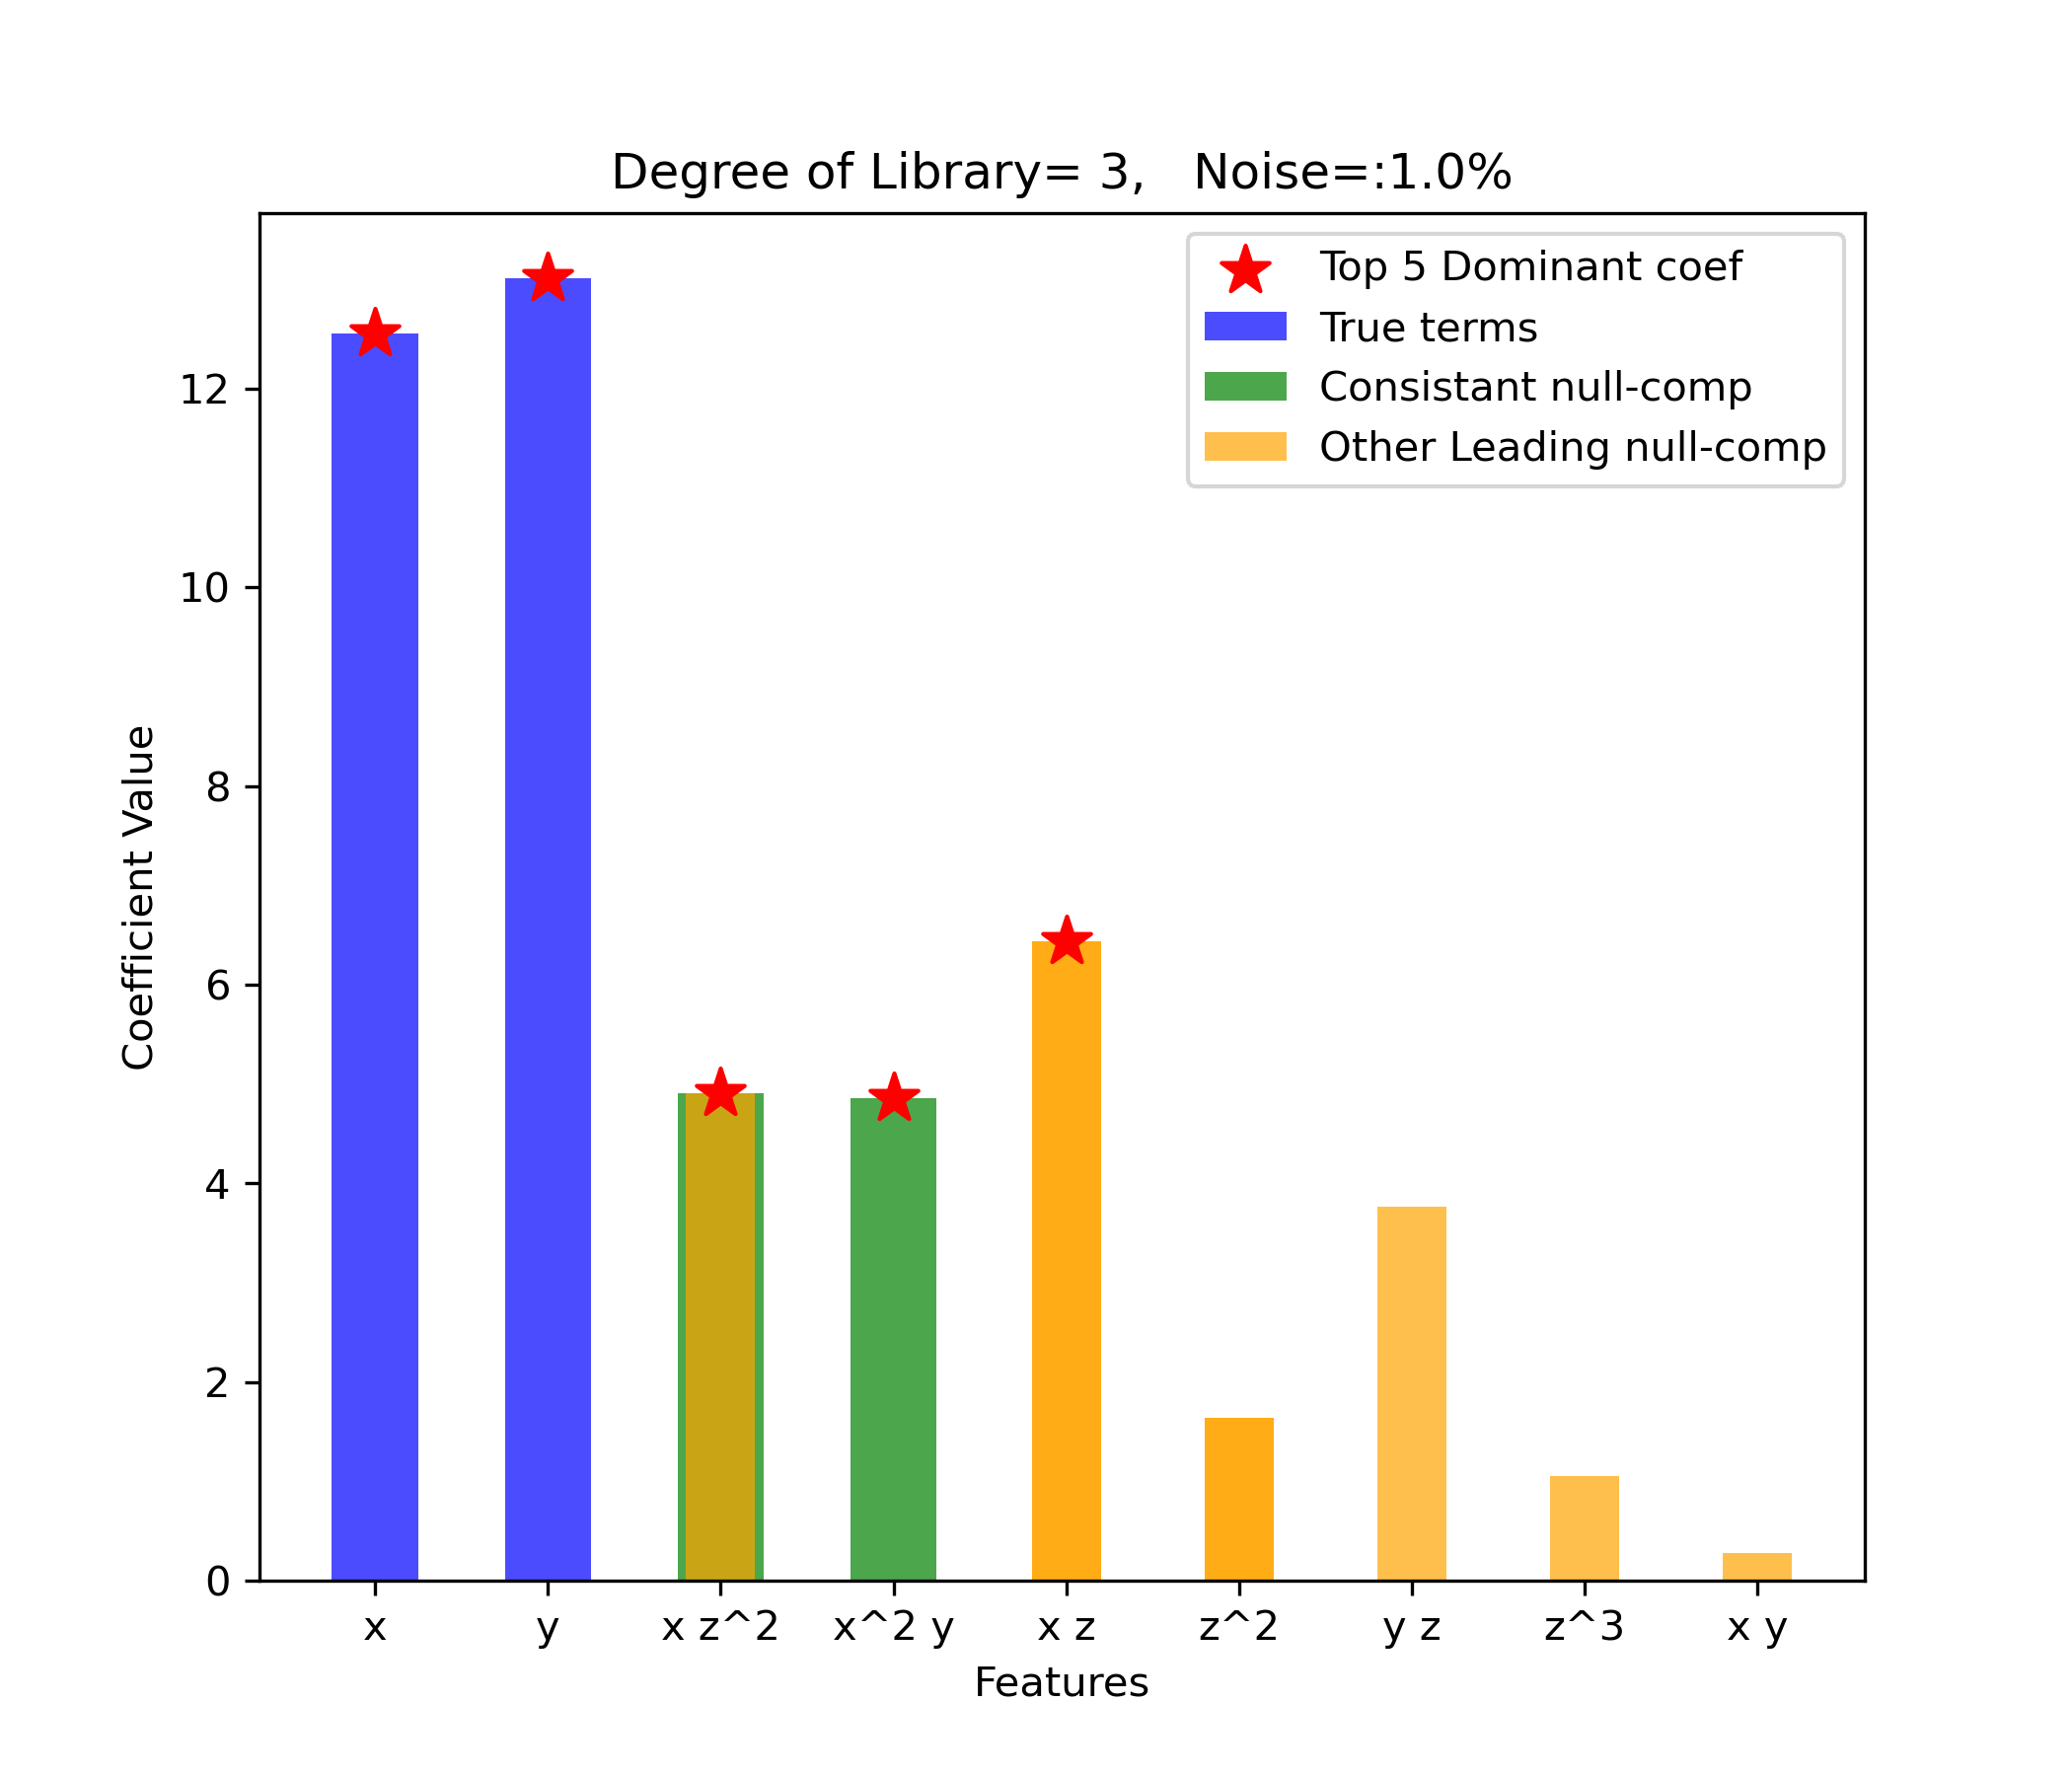 Degree of Library= 3,   Noise=:1.0%
Top 5 Dominant coef
True terms
Consistant null-comp
Other Leading null-comp
12
10
8
6
4
2
0
Coefficient Value
x y x z^2 x^2 y x z z^2 y z z^3 x y
Features